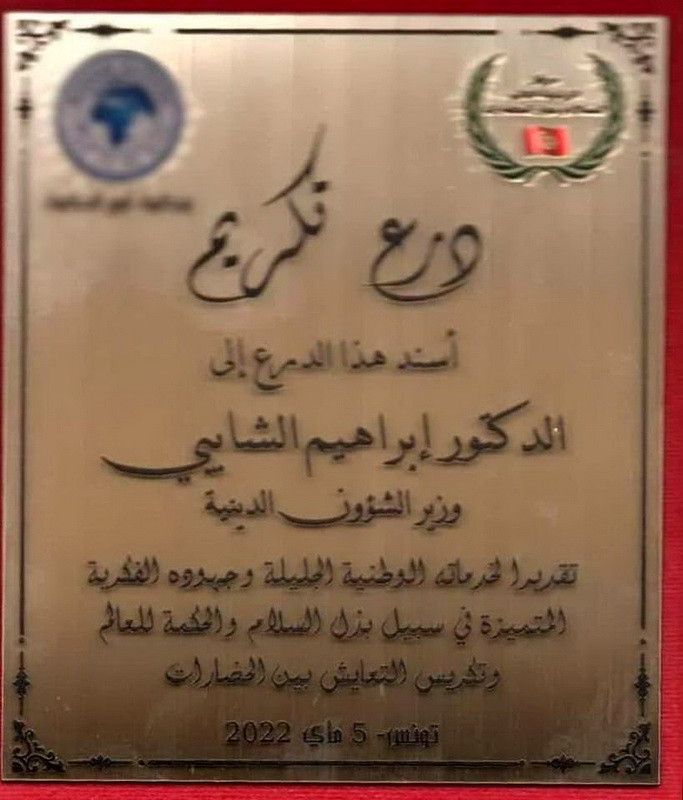 درع تكريم
أسند هذا الدرع إلى
الدكتور إبراهيم الشايبي
وزير الشؤون الدينية
تقديرا لخدماته الوطنية الجليلة وجهوده الفكرية
المتميزة في سبيل بذل السلام والحكمة للعالم
وتكريس التعايش بين الحضارات
تونس- 5 ماي 2022